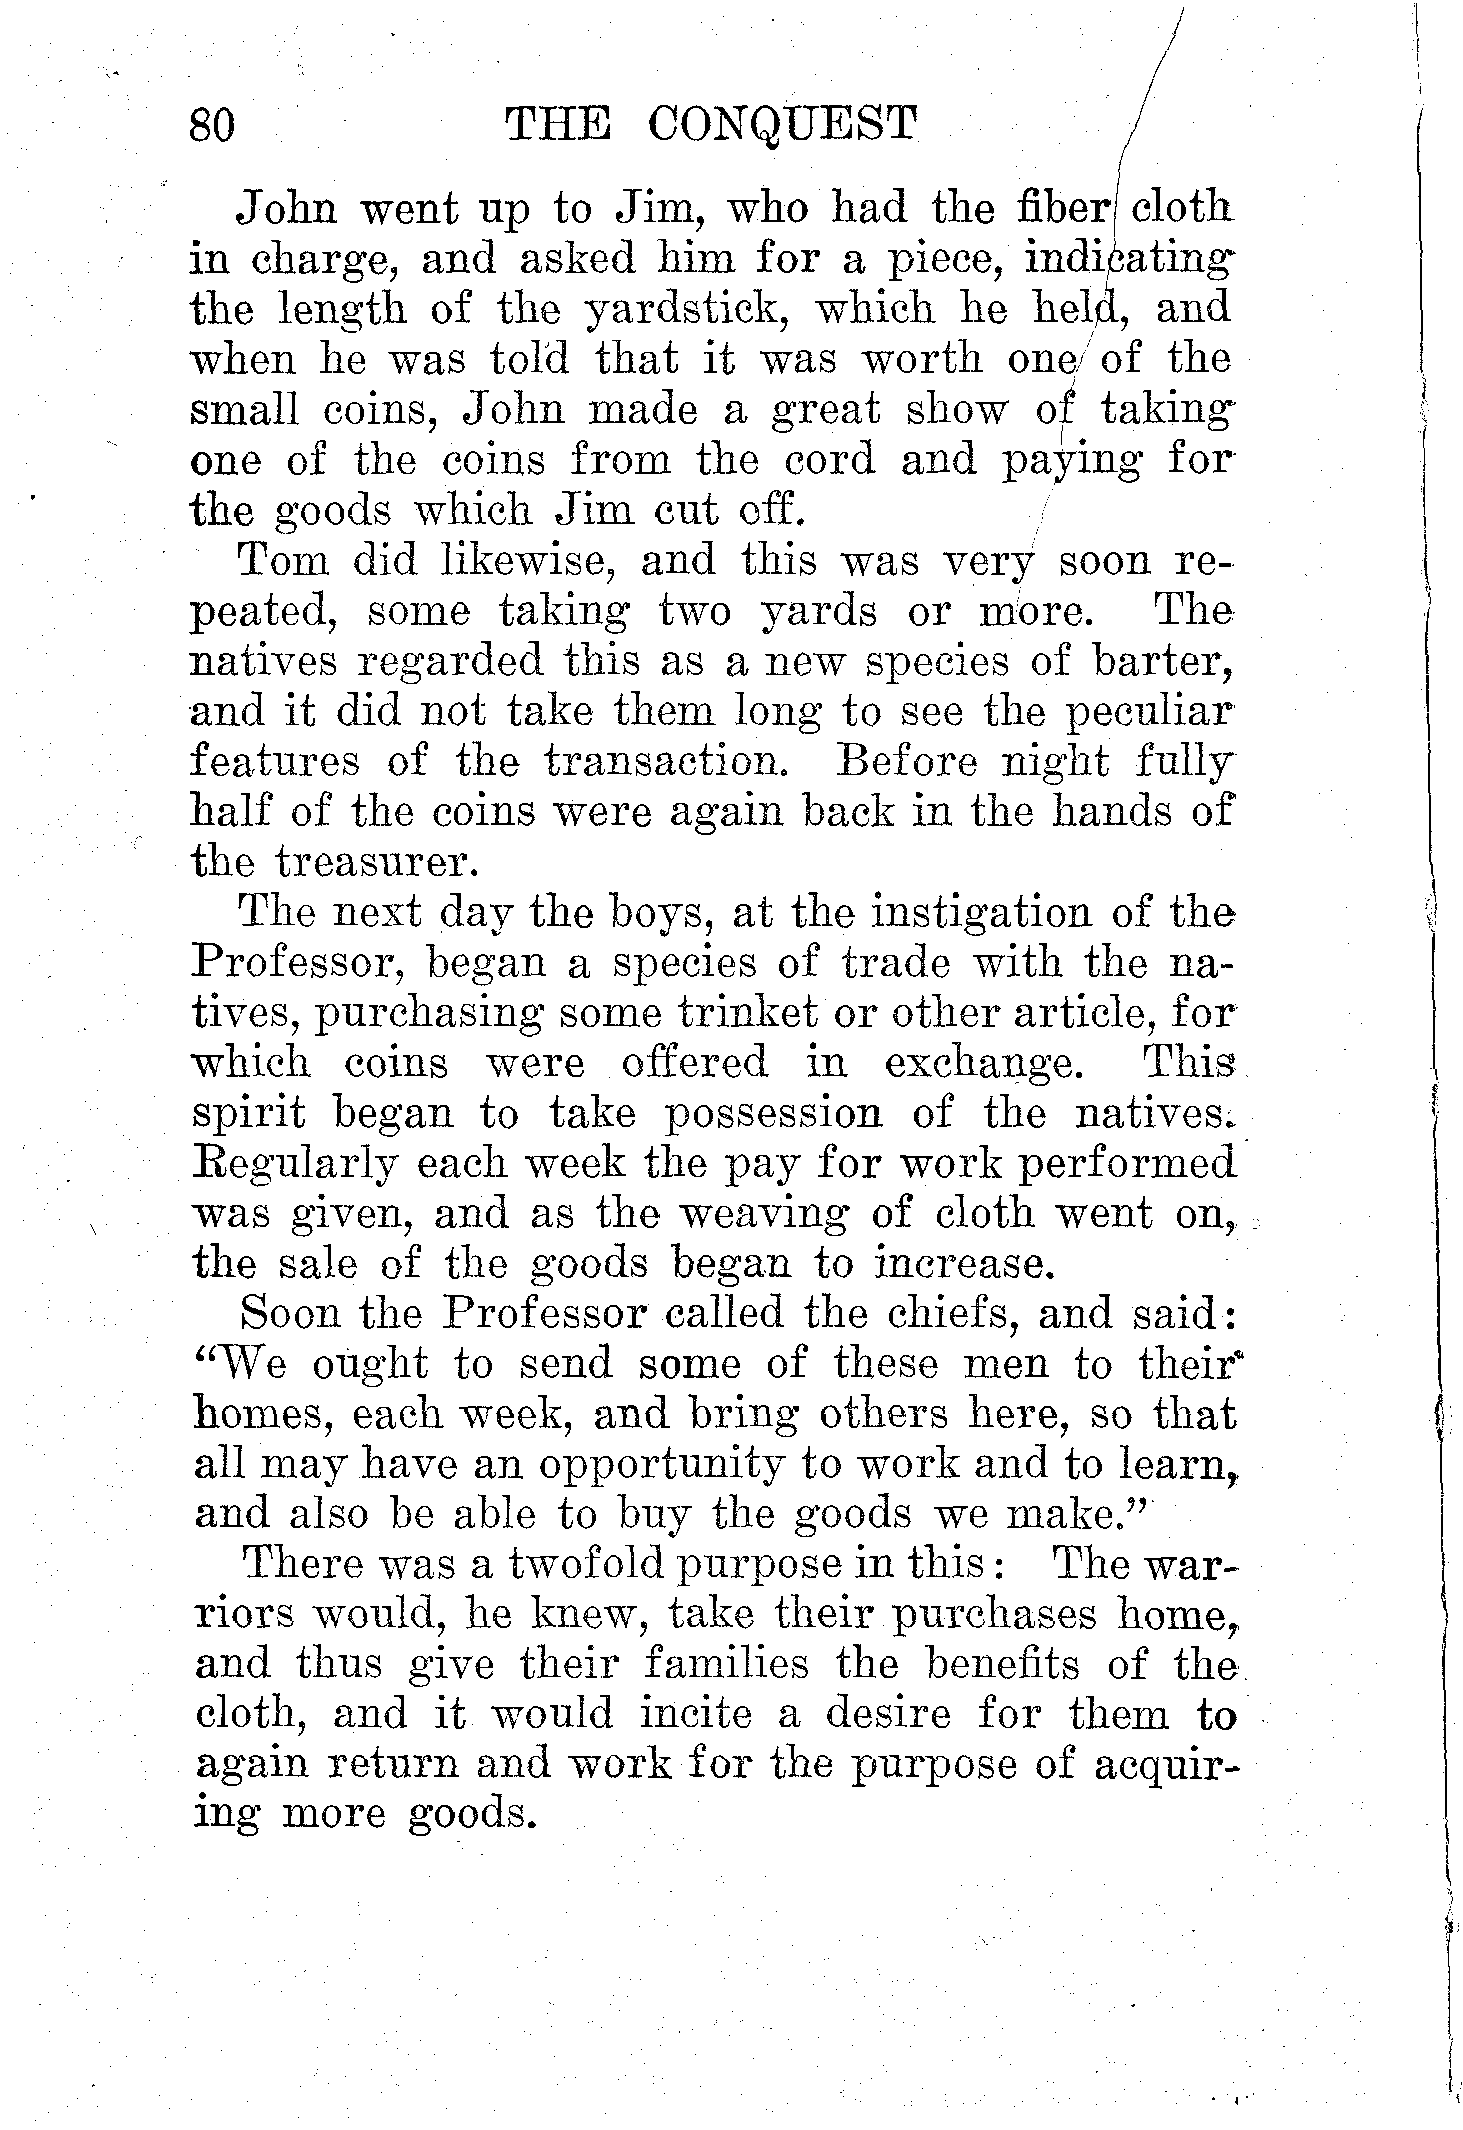 80 THE CONQUEST
John went up to Jim, who had the fiber cloth
in charge, and asked him for a piece, indicating
the length of the yardstick, which he held, and
when he was told that it was worth one of the
small coins, John made a great show of taking
one of the coins from the cord and paying for
the goods which Jim cut off.
Tom did likewise, and this was very soon re-
peated, some taking two yards or more. The
natives regarded this as a new species of barter,
and it did not take them long to see the peculiar
features of the transaction. Before night fully
half of the coins were again back in the hands of
the treasurer.
The next day the boys, at the instigation of the
Professor, began a species of trade with the na-
tives, purchasing some trinket or other article, for
which coins were offered in exchange. This
spirit began to take possession of the natives.
Regularly each week the pay for work performed
was given, and as the weaving of cloth went on,
the sale of the goods began to increase.
Soon the Professor called the chiefs, and said:
"We ought to send some of these men to their
homes, each week, and bring others here, so that
all may have an opportunity to work and to learn,
and also be able to buy the goods we make."
There was a twofold purpose in this: The war-
riors would, he knew, take their purchases home,
and thus give their families the benefits of the
cloth, and it would incite a desire for them to
again return and work for the purpose of acquir-
ing more goods.